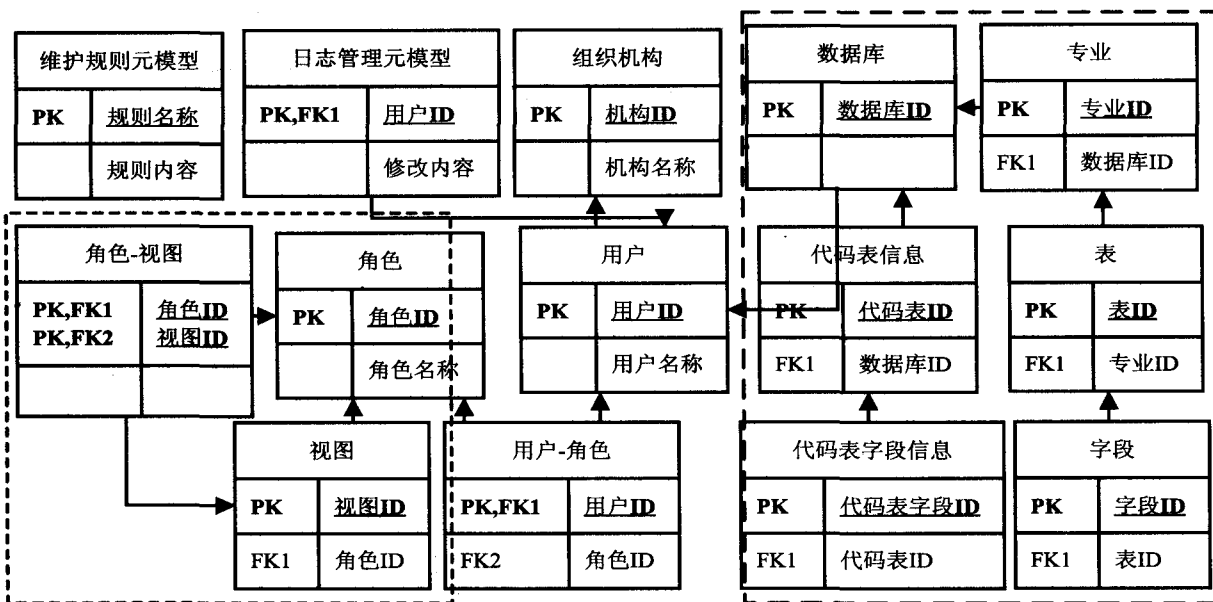 维护规则元模型
PK 规则名称
规则内容
日志管理元模型
PK,FK1 用户ID
修改内容
组织机构
PK 机构ID
机构名称
数据库
PK 数据库ID
专业
PK 专业ID
FK1 数据库ID
角色-视图
PK,FK1 角色ID
PK,FK2 视图ID
角色
PK 角色ID
角色名称
用户
PK 用户ID
用户名称
代码表信息
PK 代码表ID
FK1 数据库ID
表
PK 表ID
FK1 专业ID
视图
PK 视图ID
FK1 角色ID
用户-角色
PK,FK1 用户ID
FK2 角色ID
代码表字段信息
PK 代码表字段ID
FK1 代码表ID
字段
PK 字段ID
FK1 表ID